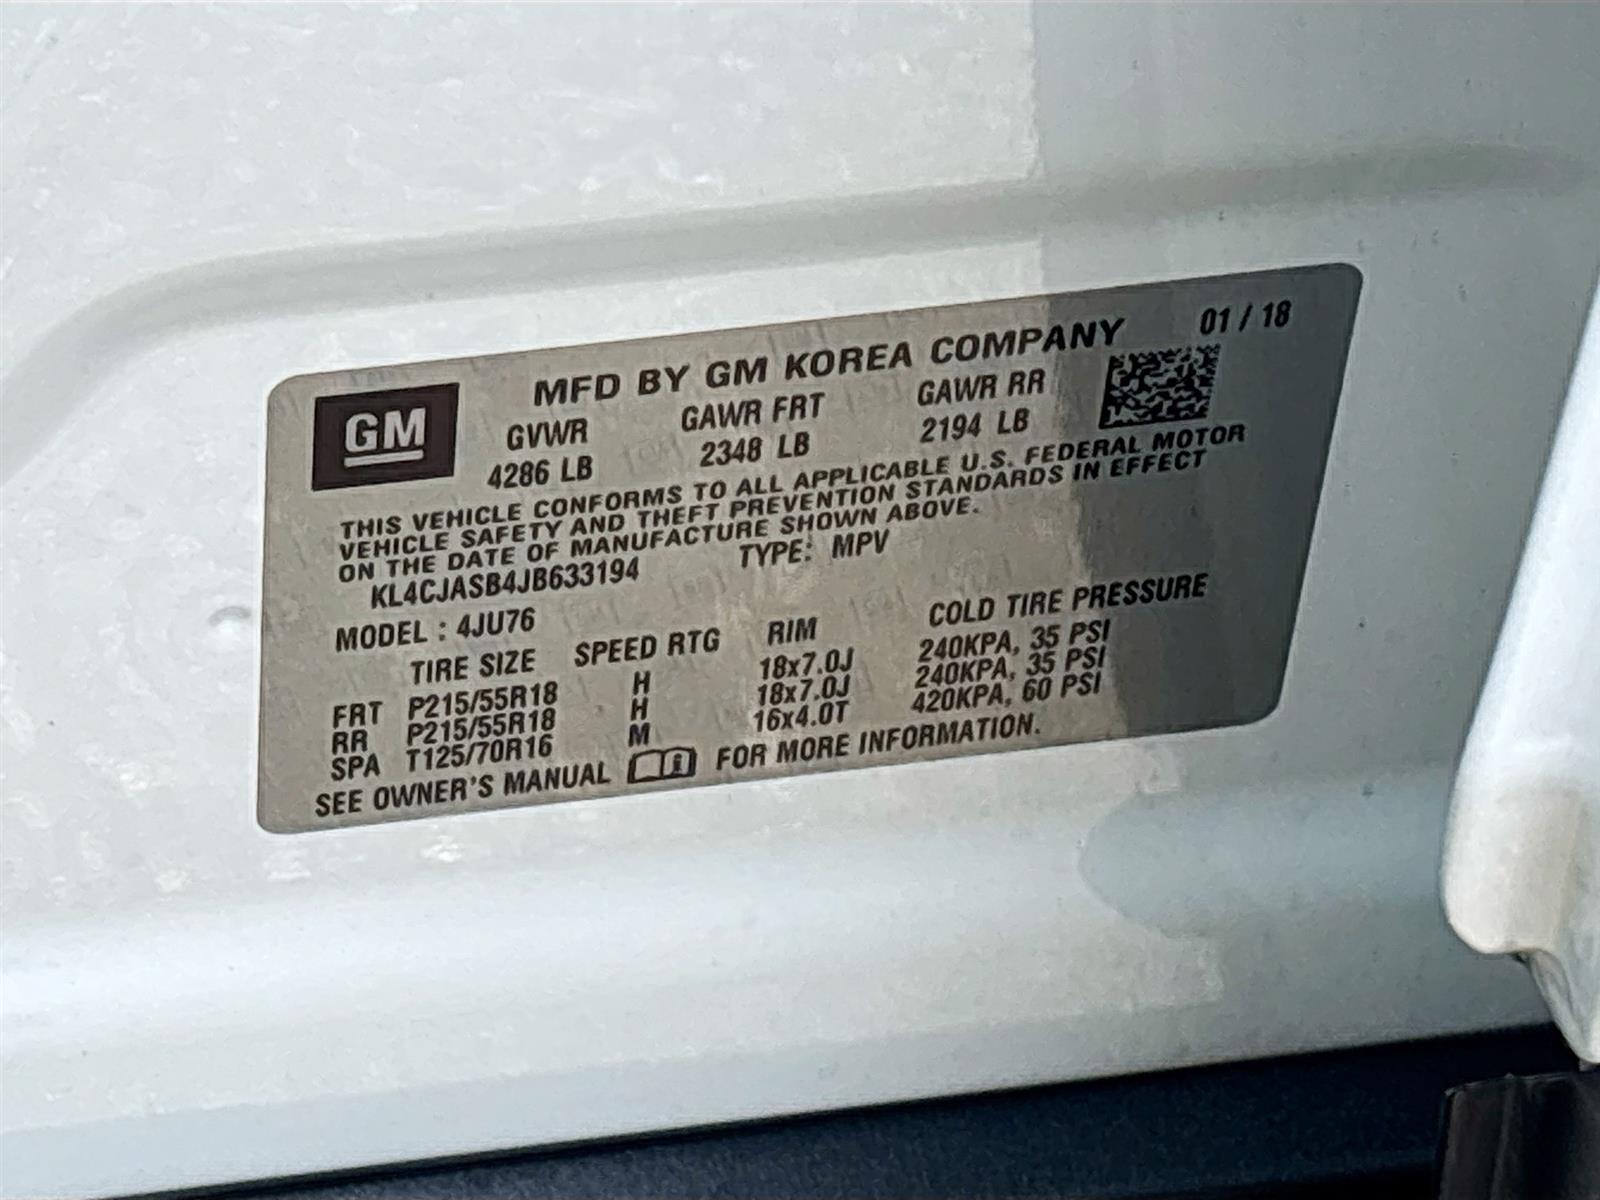 GM
MFD BY GM KOREA COMPANY 01 / 18
GVWR GAWR FRT GAWR RR
4286 LB 2348 LB 2194 LB
THIS VEHICLE CONFORMS TO ALL APPLICABLE U.S. FEDERAL MOTOR
VEHICLE SAFETY AND THEFT PREVENTION STANDARDS IN EFFECT
ON THE DATE OF MANUFACTURE SHOWN ABOVE.
KL4CJASB4JB633194 TYPE: MPV
MODEL : 4JU76
TIRE SIZE SPEED RTG RIM COLD TIRE PRESSURE
FRT P215/55R18 H 18x7.0J 240KPA, 35 PSI
RR P215/55R18 H 18x7.0J 240KPA, 35 PSI
SPA T125/70R16 M 16x4.0T 420KPA, 60 PSI
SEE OWNER'S MANUAL FOR MORE INFORMATION.